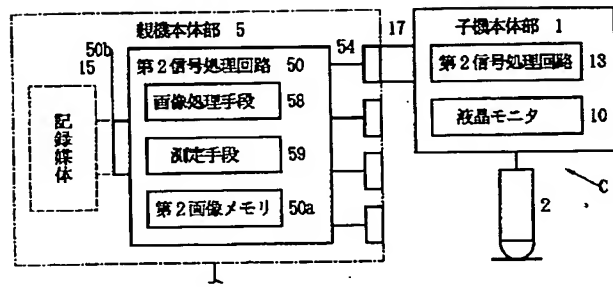 親機本体部 5
50b
15
第2信号処理回路 50
54
17
画像処理手段 58
測定手段 59
第2画像メモリ 50a
記録媒体
子機本体部 1
第2信号処理回路 13
液晶モニタ 10
C
2